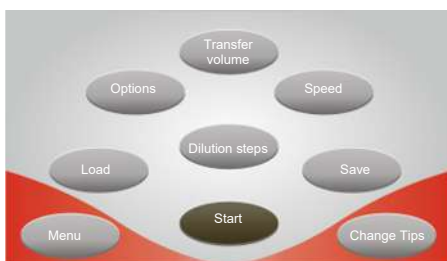 Transfer
volume
Options
Speed
Dilution steps
Load
Save
Start
Menu
Change Tips